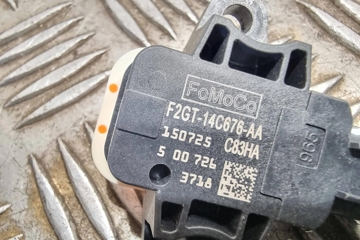 FoMoCo
F2GT-14C676-AA
150725 C83HA
5 00 726
3718